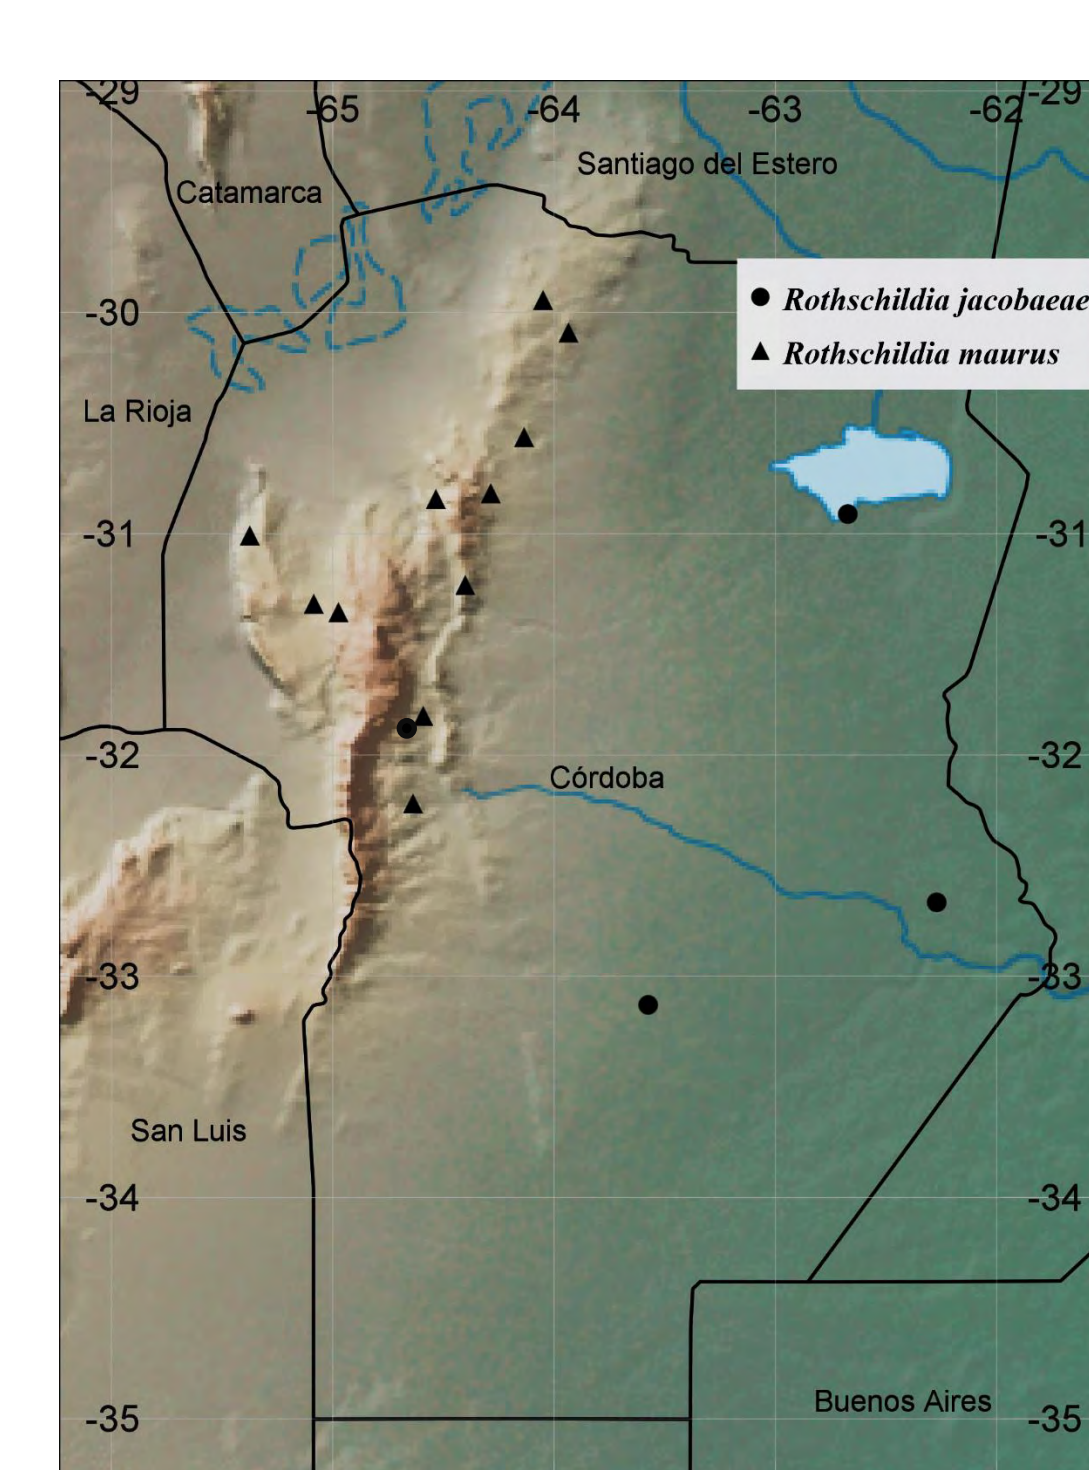 -29
-65
-64
-63
-62
-29
Santiago del Estero
Catamarca
-30
Rothschildia jacobaeae
Rothschildia maurus
La Rioja
-31
-31
-32
Córdoba
-32
-33
-33
San Luis
-34
-34
Buenos Aires
-35
-35